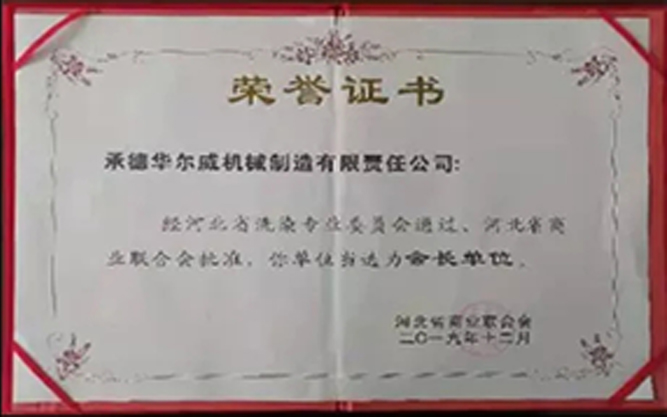 荣誉证书
承德华尔威机械制造有限责任公司:
经河北省洗染专业委员会通过、河北省商
业联合会批准，你单位当选为会长单位。
河北省商业联合会
二〇一九年十二月